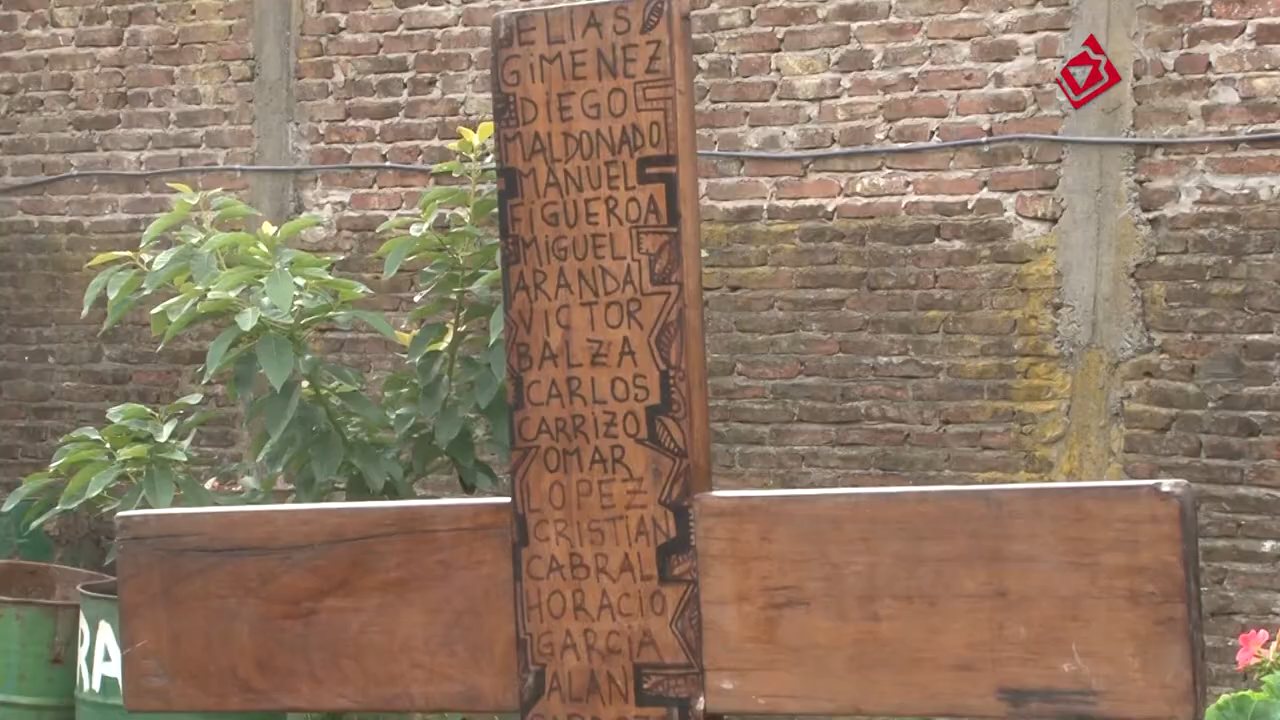 ELIAS
GiMENEZ
DiEGO
MALDONADO
MANUEL
FiGUEROA
MiGUEL
ARANDA
VICTOR
BALZA
CARLOS
CARRiZO
OMAR
LOPEZ
CRISTIAN
CABRAL
HORACiO
GARCiA
ALAN
RA